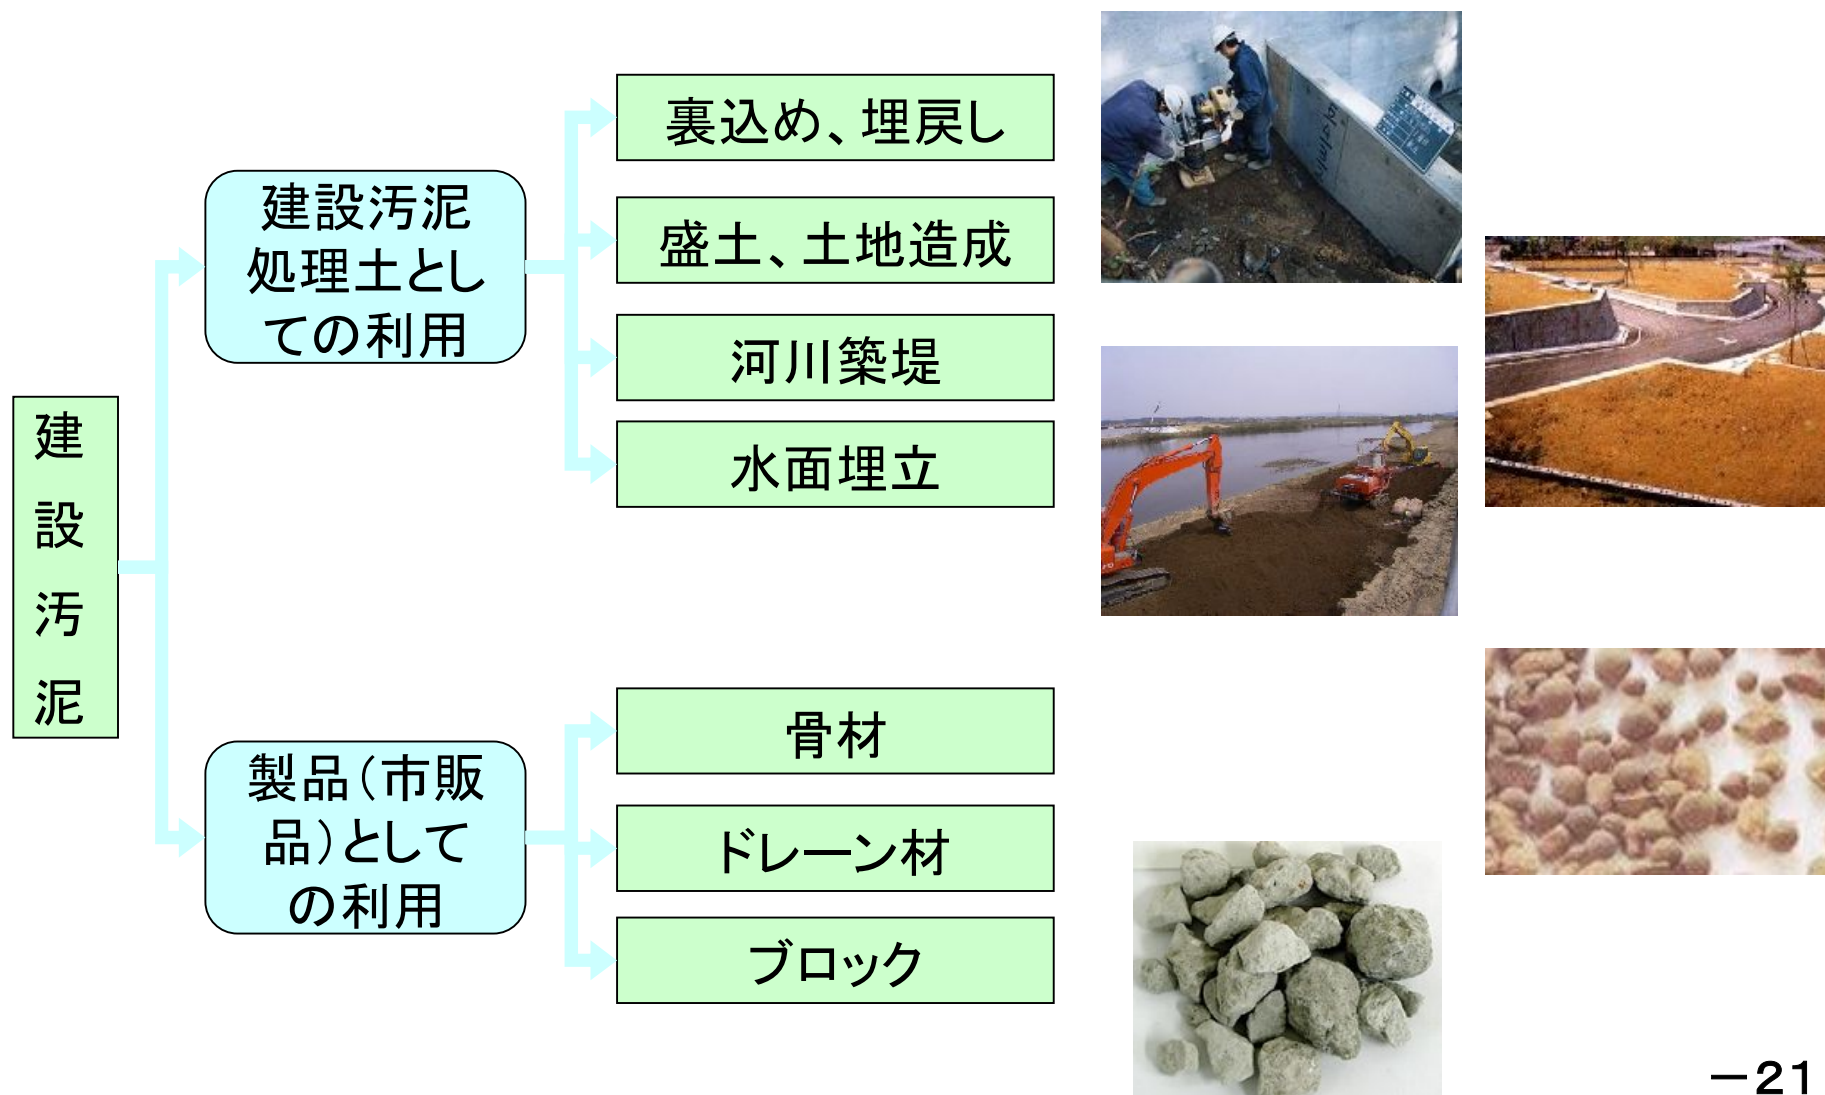 建
設
汚
泥
建設汚泥
処理土とし
ての利用
裏込め、埋戻し
盛土、土地造成
河川築堤
水面埋立
製品(市販
品)として
の利用
骨材
ドレーン材
ブロック
－21